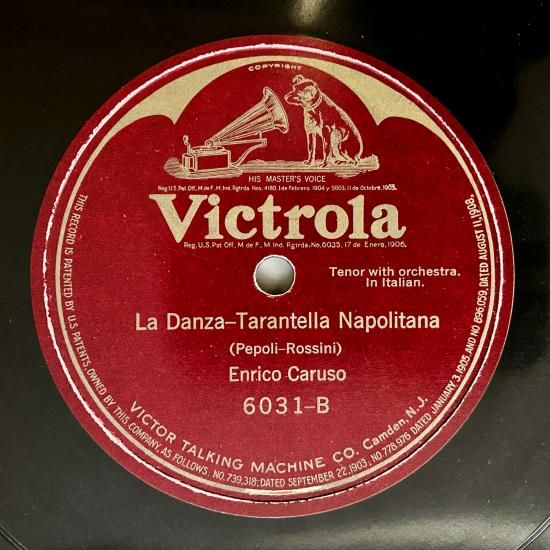 COPYRIGHT
HIS MASTER'S VOICE
Reg. U.S. Pat. Off., M. de F., M. Ind. Rgtrda. Nos. 4180, 1 de Febrero. 1904 y 5803, 11 de Octubre, 1905.
Victrola
Reg. U.S. Pat Off, M de F., M Ind. Rgtrda. No. 6035, 17 de Enero, 1906.
Tenor with orchestra.
In Italian.
La Danza–Tarantella Napolitana
(Pepoli–Rossini)
Enrico Caruso
6031-B
VICTOR TALKING MACHINE CO. Camden, N.J.
THIS RECORD IS PATENTED BY U.S PATENTS, OWNED BY THIS COMPANY, AS FOLLOWS. NO. 739,318; DATED SEPTEMBER 22, 1903, NO. 778,976 DATED JANUARY 3, 1905 AND NO 896,059, DATED AUGUST 11, 1908.